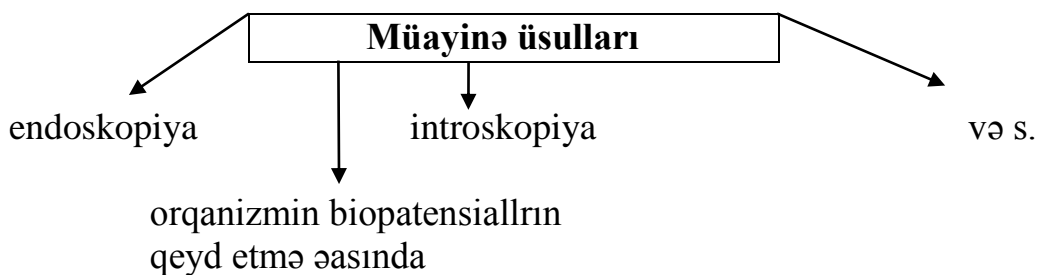 Müayinə üsulları
endoskopiya
introskopiya
və s.
orqanizmin biopatensiallrın
qeyd etmə əasında